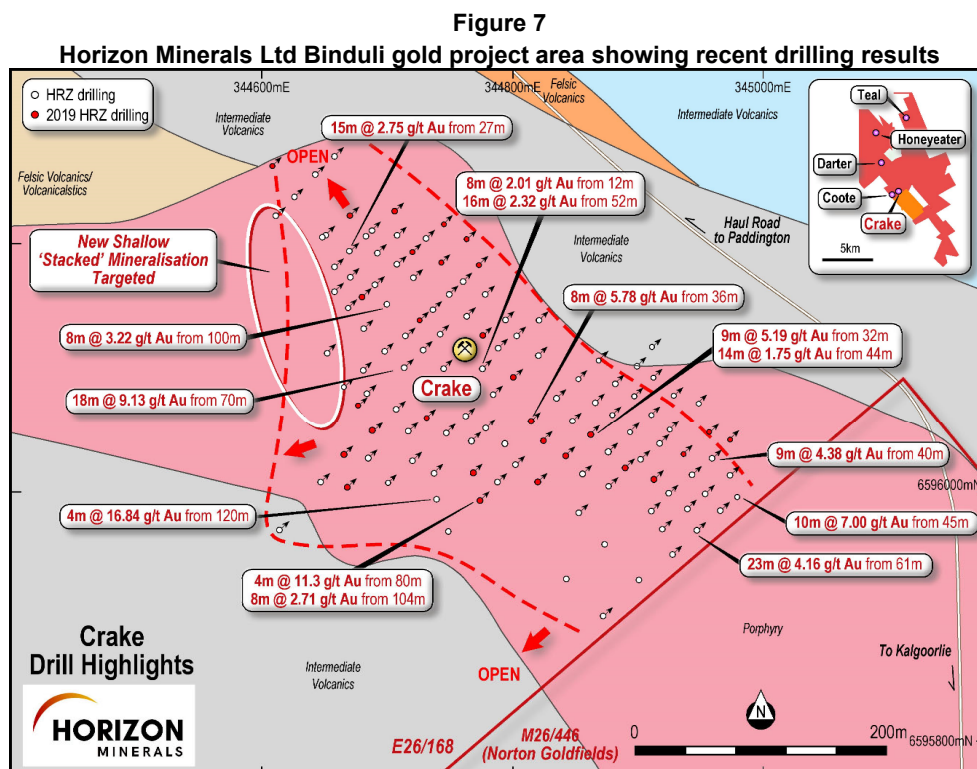 Figure 7
Horizon Minerals Ltd Binduli gold project area showing recent drilling results
344600mE
344800mE
345000mE
HRZ drilling
2019 HRZ drilling
Intermediate
Volcanics
Felsic
Volcanics
Intermediate Volcanics
Teal
Honeyeater
Darter
Coote
Crake
5km
15m @ 2.75 g/t Au from 27m
OPEN
Felsic Volcanics/
Volcanicalstics
8m @ 2.01 g/t Au from 12m
16m @ 2.32 g/t Au from 52m
Haul Road
to Paddington
New Shallow
'Stacked' Mineralisation
Targeted
Intermediate
Volcanics
8m @ 5.78 g/t Au from 36m
8m @ 3.22 g/t Au from 100m
9m @ 5.19 g/t Au from 32m
14m @ 1.75 g/t Au from 44m
Crake
18m @ 9.13 g/t Au from 70m
9m @ 4.38 g/t Au from 40m
6596000mN
4m @ 16.84 g/t Au from 120m
10m @ 7.00 g/t Au from 45m
23m @ 4.16 g/t Au from 61m
4m @ 11.3 g/t Au from 80m
8m @ 2.71 g/t Au from 104m
Crake
Drill Highlights
Intermediate
Volcanics
Porphyry
OPEN
To Kalgoorlie
HORIZON
MINERALS
N
E26/168
M26/446
(Norton Goldfields)
0
200m
6595800mN